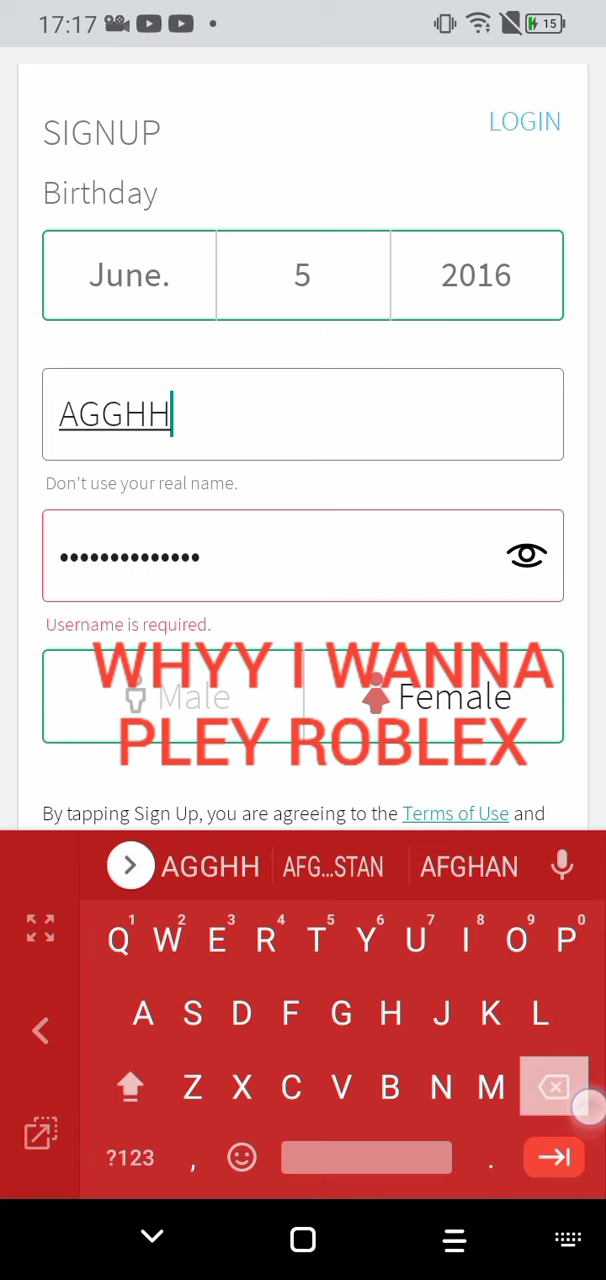 17:17
15
SIGNUP
LOGIN
Birthday
June. 5 2016
AGGHH
Don't use your real name.
••••••••••••••
Username is required.
Male Female
WHYY I WANNA
PLEY ROBLEX
By tapping Sign Up, you are agreeing to the Terms of Use and
AGGHH AFG...STAN AFGHAN
1 2 3 4 5 6 7 8 9 0
Q W E R T Y U I O P
A S D F G H J K L
Z X C V B N M
?123 , .